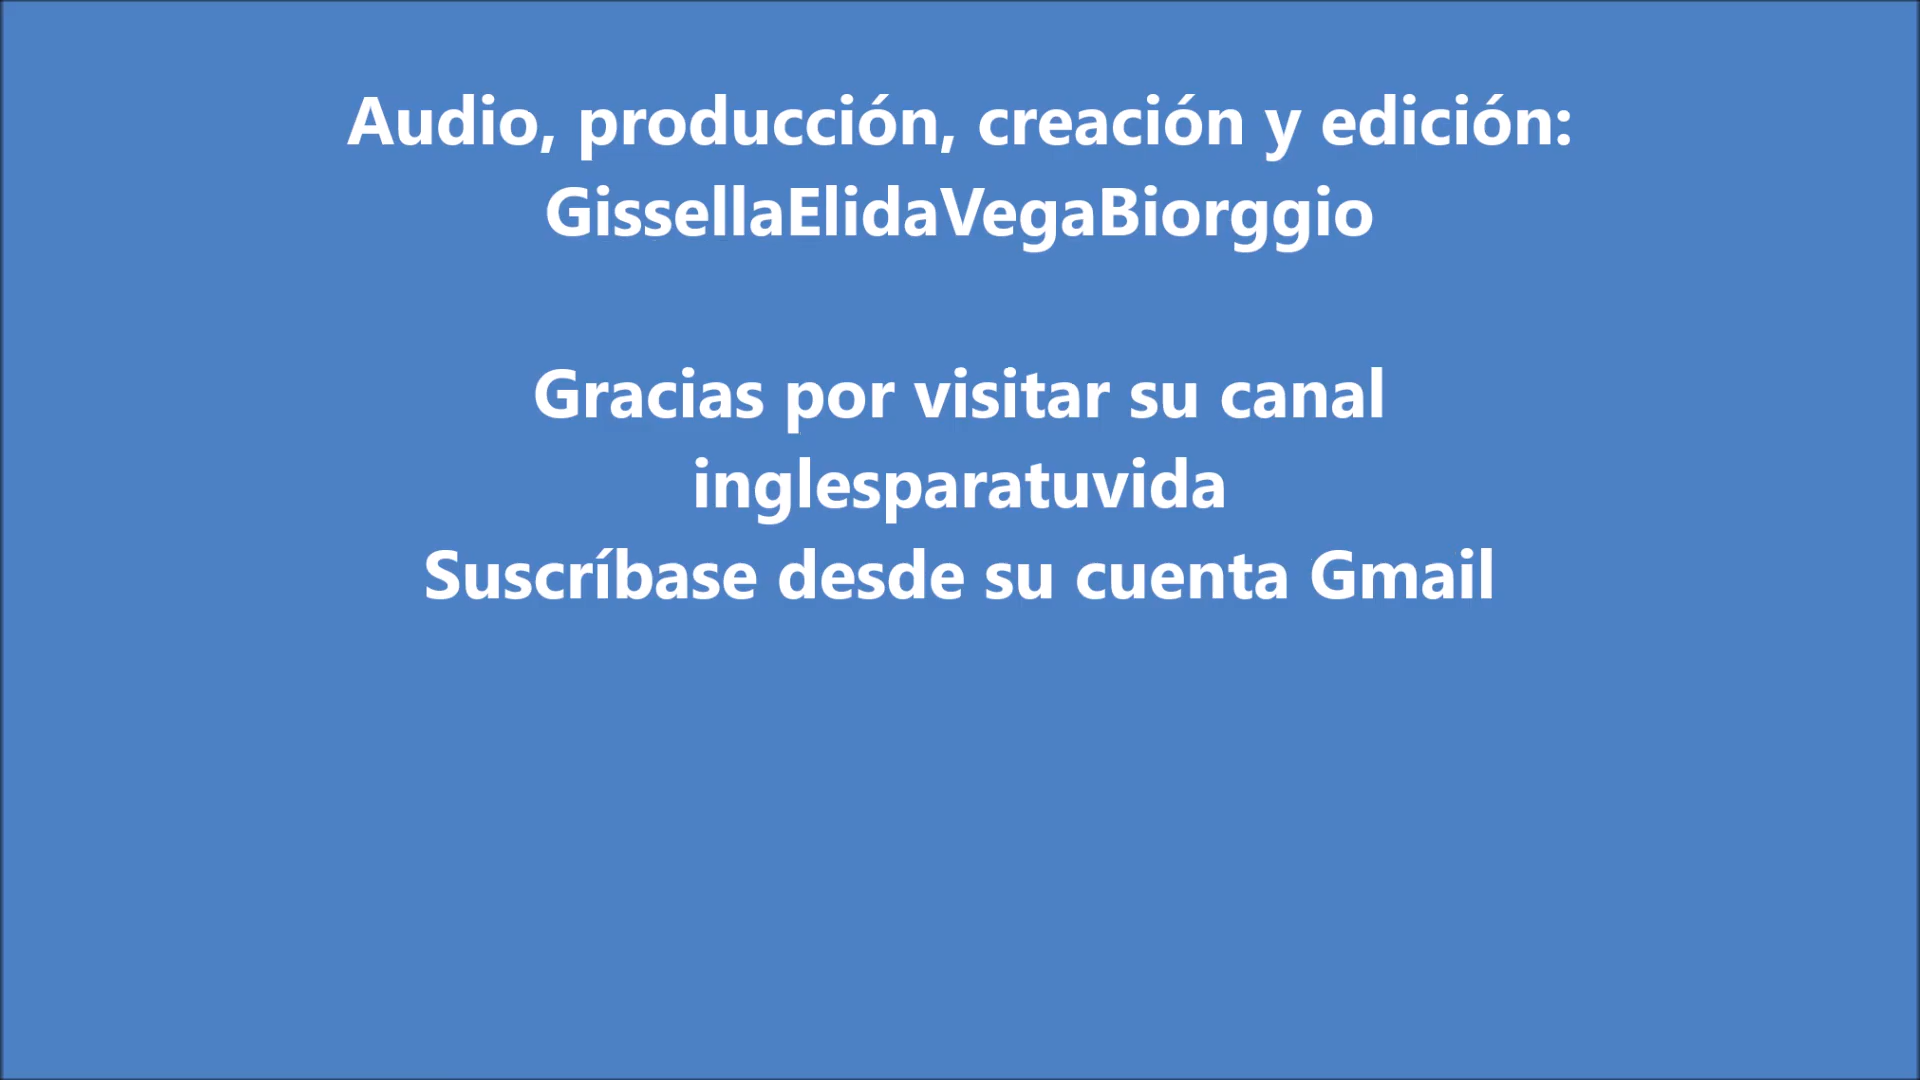 Audio, producción, creación y edición:
GissellaElidaVegaBiorggio
Gracias por visitar su canal
inglesparatuvida
Suscríbase desde su cuenta Gmail